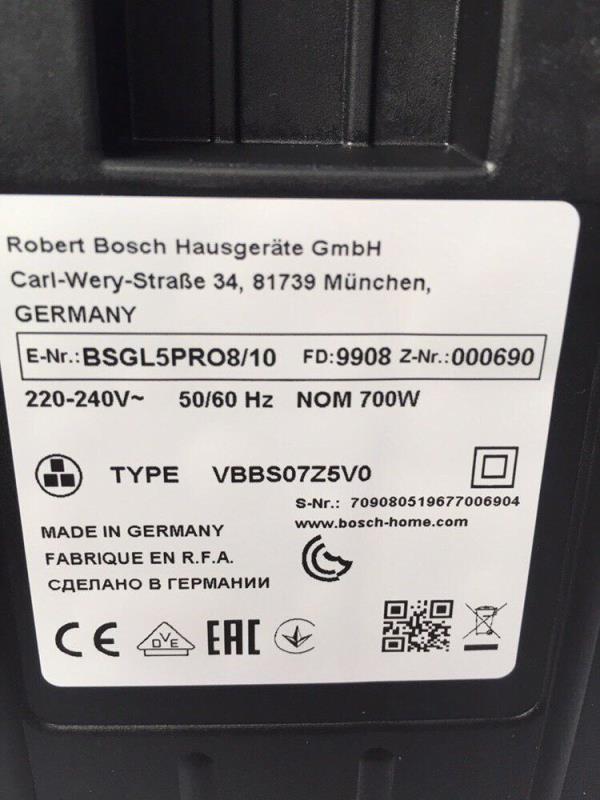 Robert Bosch Hausgeräte GmbH
Carl-Wery-Straße 34, 81739 München,
GERMANY
E-Nr.: BSGL5PRO8/10 FD: 9908 Z-Nr.: 000690
220-240V~ 50/60 Hz NOM 700W
TYPE VBBS07Z5V0
S-Nr.: 709080519677006904
www.bosch-home.com
MADE IN GERMANY
FABRIQUE EN R.F.A.
СДЕЛАНО В ГЕРМАНИИ
CE DVE EAC